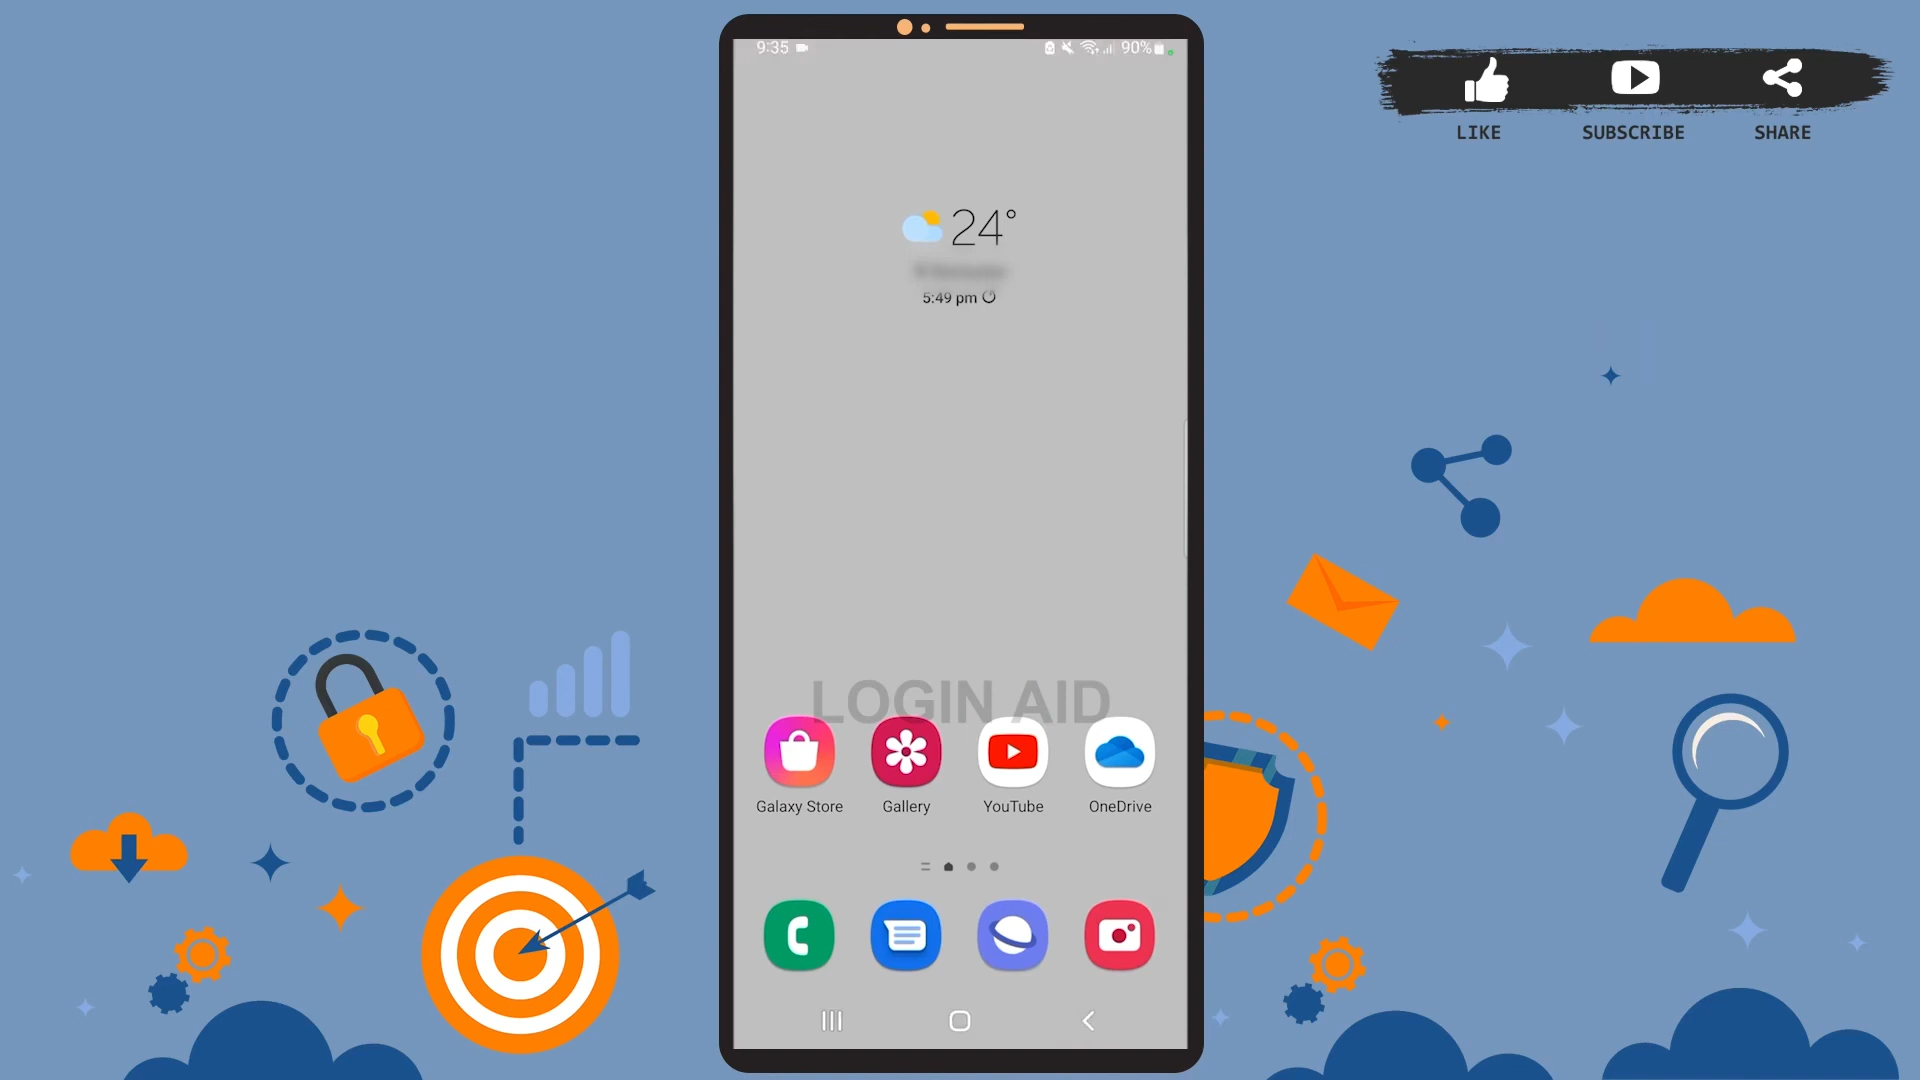 9:35
90%
LIKE
SUBSCRIBE
SHARE
24°
5:49 pm
LOGIN AID
Galaxy Store
Gallery
YouTube
OneDrive